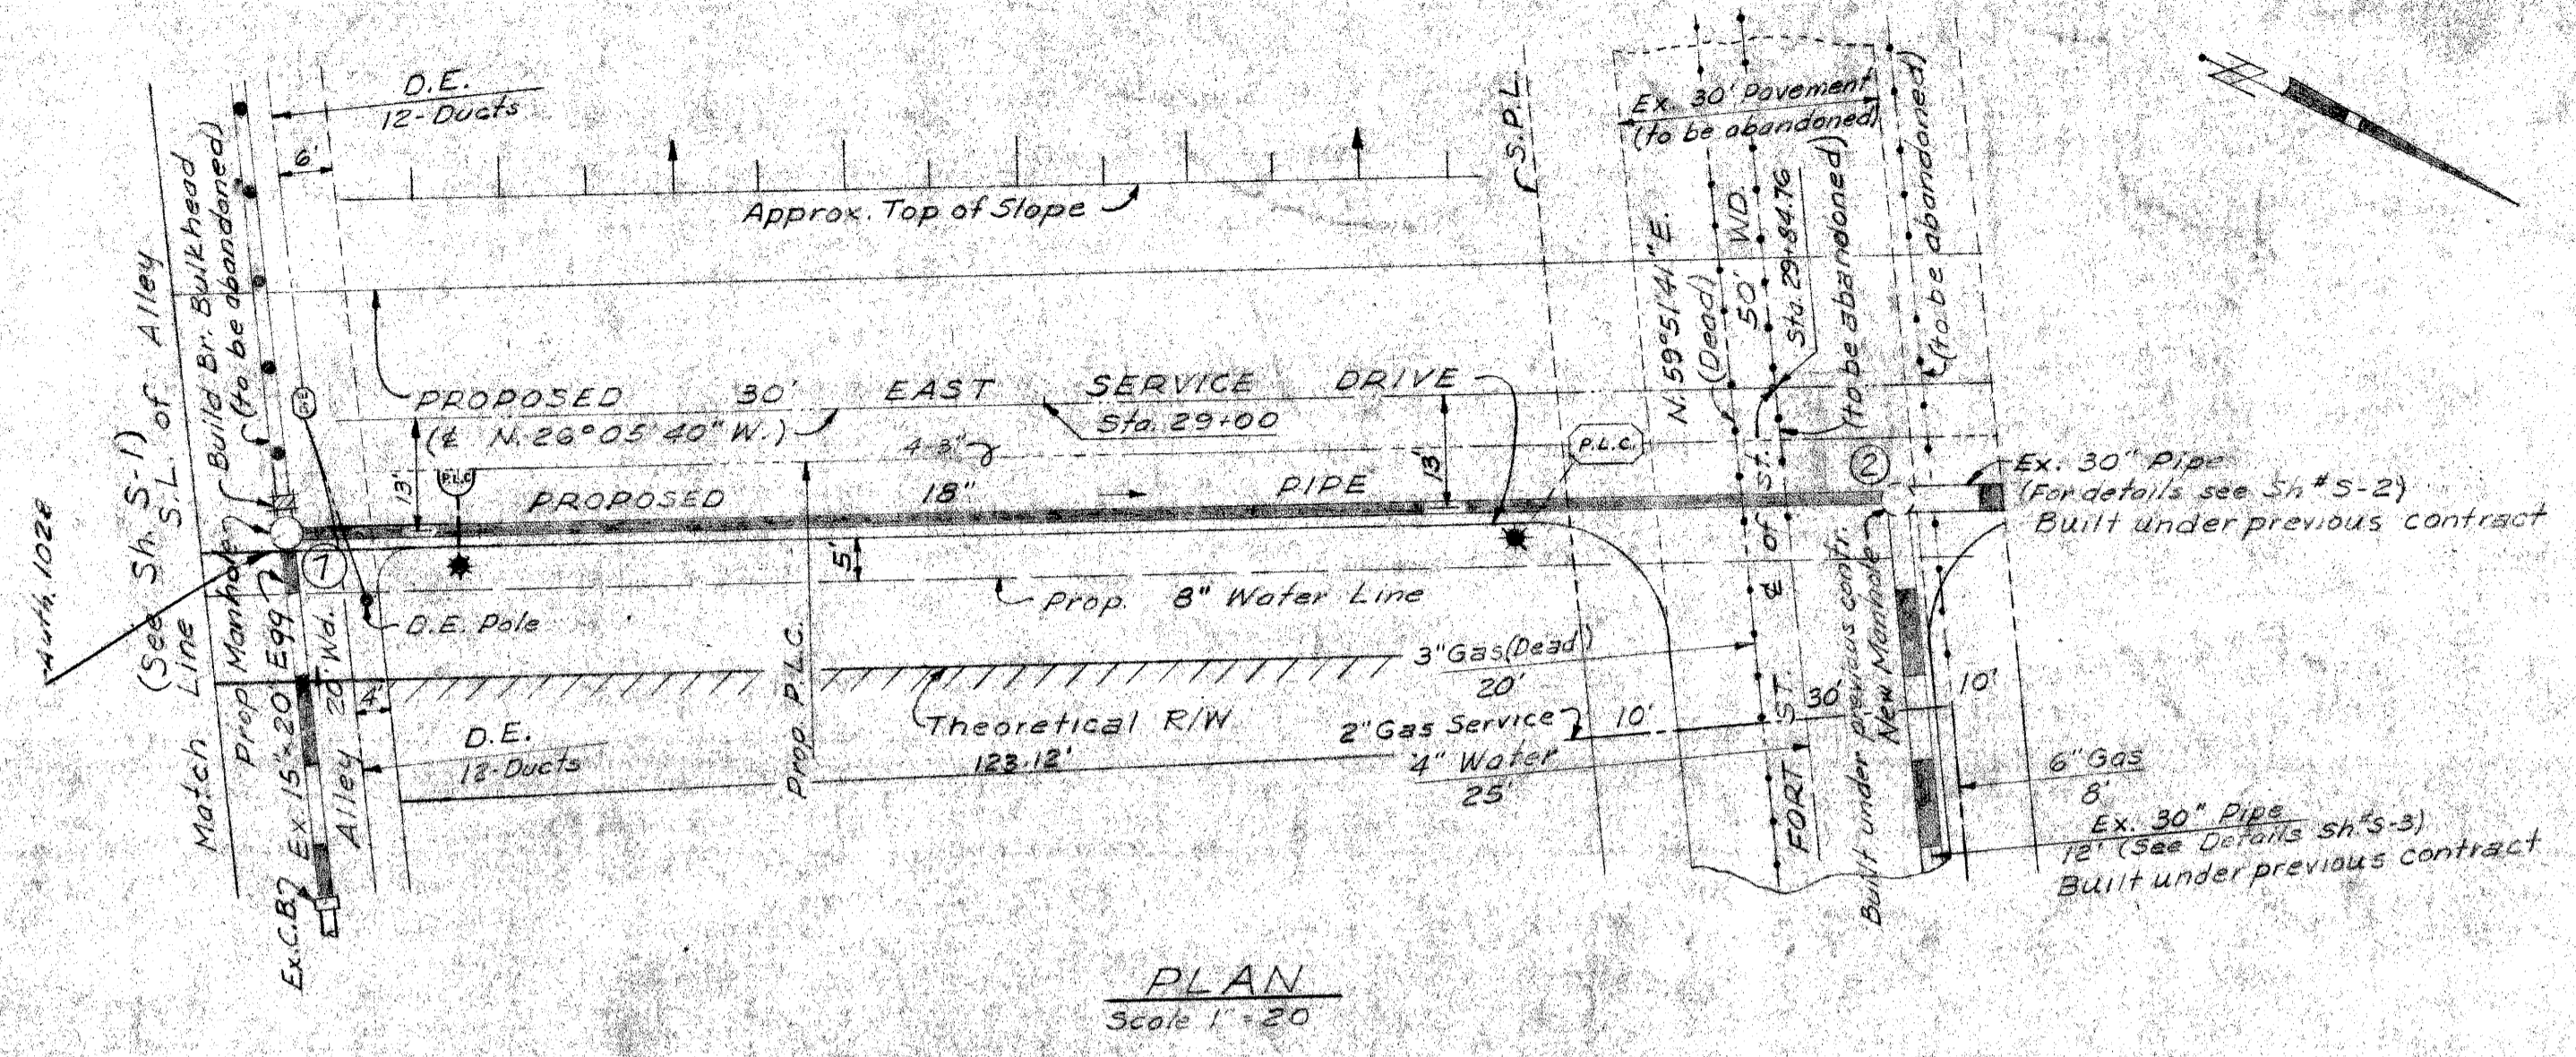 D.E.
12-Ducts
6'
Approx. Top of Slope
S.P.L.
Ex. 30' Pavement
(to be abandoned)
N. 59°51'41" E.
(Dead)
50' WD.
Sta. 29+84.76
(to be abandoned)
(to be abandoned)
Auth. 1028
(See Sh. S-1)
Match Line
S.L. of Alley
Build Br. Bulkhead
(to be abandoned)
Prop Manhole
Ex. 15" x 20" Egg
Alley 20' Wd.
Ex. C.B.
PROPOSED 30' EAST SERVICE DRIVE
(℄ N. 26°05'40" W.)
Sta. 29+00
4-3"
13'
13'
P.L.C.
P.L.C.
PROPOSED 18" PIPE
1
2
5'
Prop. 8" Water Line
D.E. Pole
4'
D.E.
12-Ducts
Prop. P.L.C.
Theoretical R/W
123.12'
3" Gas (Dead)
20'
2" Gas Service
10'
30'
10'
4" Water
25'
℄ of St.
FORT ST.
Built under previous contr.
New Manhole
Ex. 30" Pipe
(For details see Sh # S-2)
Built under previous contract
6" Gas
8'
Ex. 30" Pipe
12' (See Details Sh. # S-3)
Built under previous contract
PLAN
Scale 1" = 20'